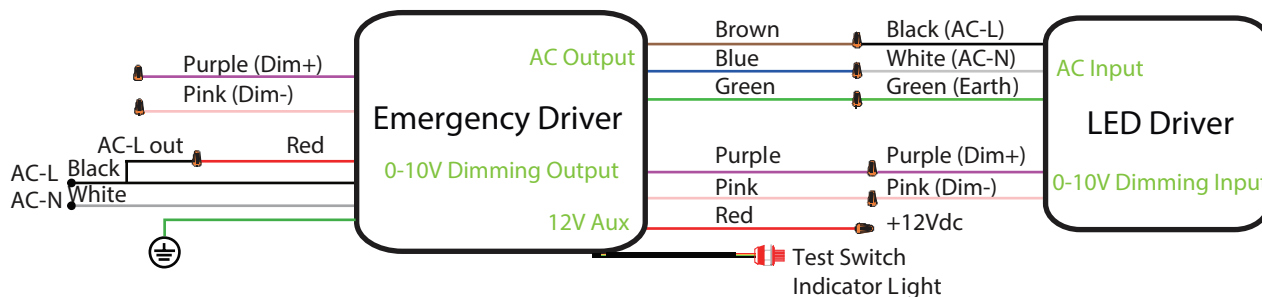 Purple (Dim+)
Pink (Dim-)
AC-L out
Red
AC-L
Black
AC-N
White
AC Output
Emergency Driver
0-10V Dimming Output
12V Aux
Brown
Black (AC-L)
Blue
White (AC-N)
Green
Green (Earth)
Purple
Purple (Dim+)
Pink
Pink (Dim-)
Red
+12Vdc
Test Switch
Indicator Light
AC Input
LED Driver
0-10V Dimming Input